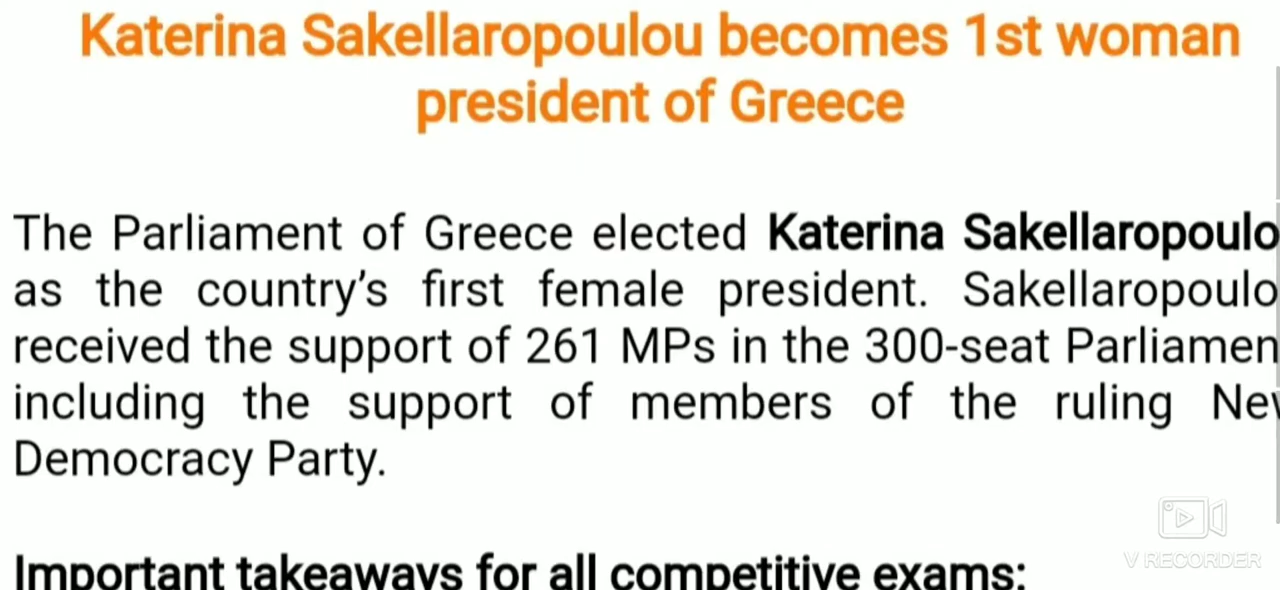 Katerina Sakellaropoulou becomes 1st woman
president of Greece
The Parliament of Greece elected Katerina Sakellaropoulo
as the country's first female president. Sakellaropoulo
received the support of 261 MPs in the 300-seat Parliamen
including the support of members of the ruling New
Democracy Party.
Important takeaways for all competitive exams:
V RECORDER